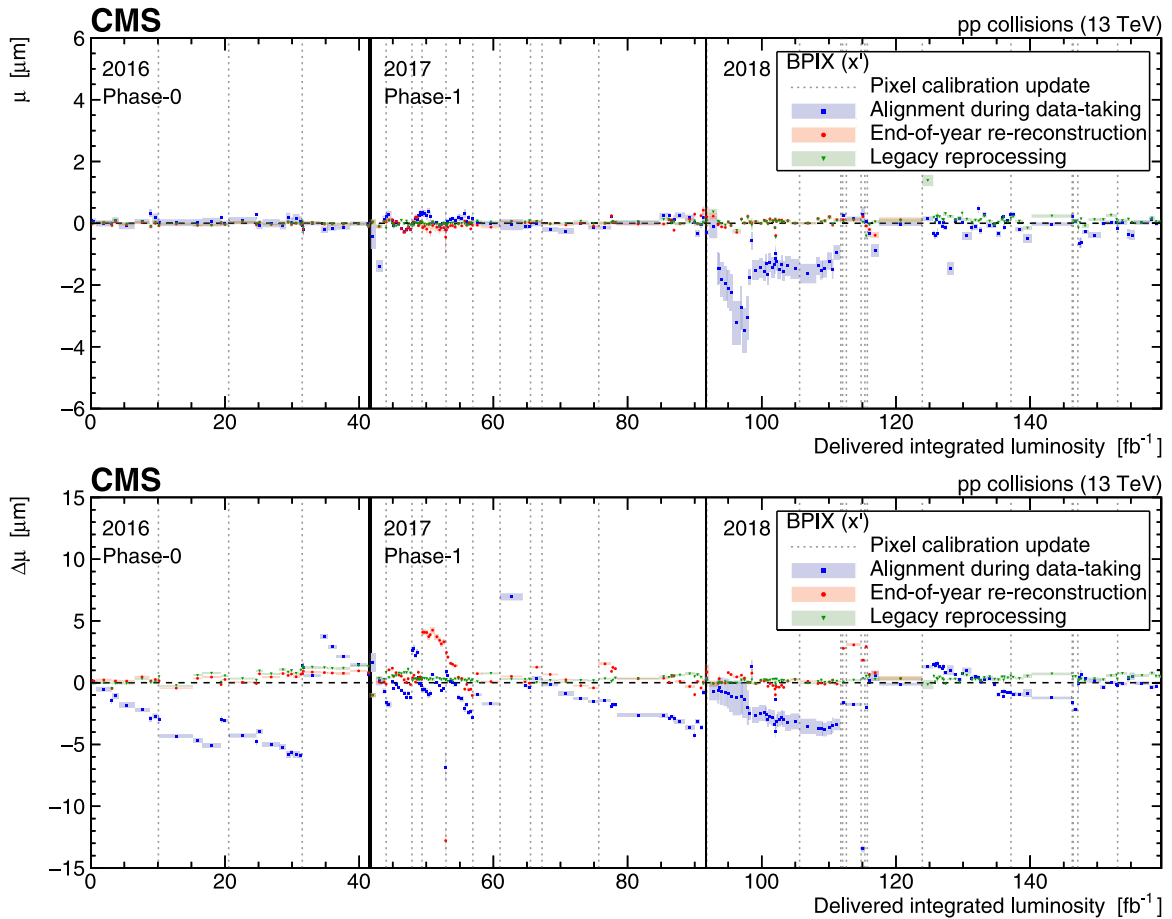 CMS
pp collisions (13 TeV)
μ [μm]
6
4
2
0
−2
−4
−6
2016
Phase-0
2017
Phase-1
2018
BPIX (x')
Pixel calibration update
Alignment during data-taking
End-of-year re-reconstruction
Legacy reprocessing
0 20 40 60 80 100 120 140
Delivered integrated luminosity [fb⁻¹]
CMS
pp collisions (13 TeV)
Δμ [μm]
15
10
5
0
−5
−10
−15
2016
Phase-0
2017
Phase-1
2018
BPIX (x')
Pixel calibration update
Alignment during data-taking
End-of-year re-reconstruction
Legacy reprocessing
0 20 40 60 80 100 120 140
Delivered integrated luminosity [fb⁻¹]